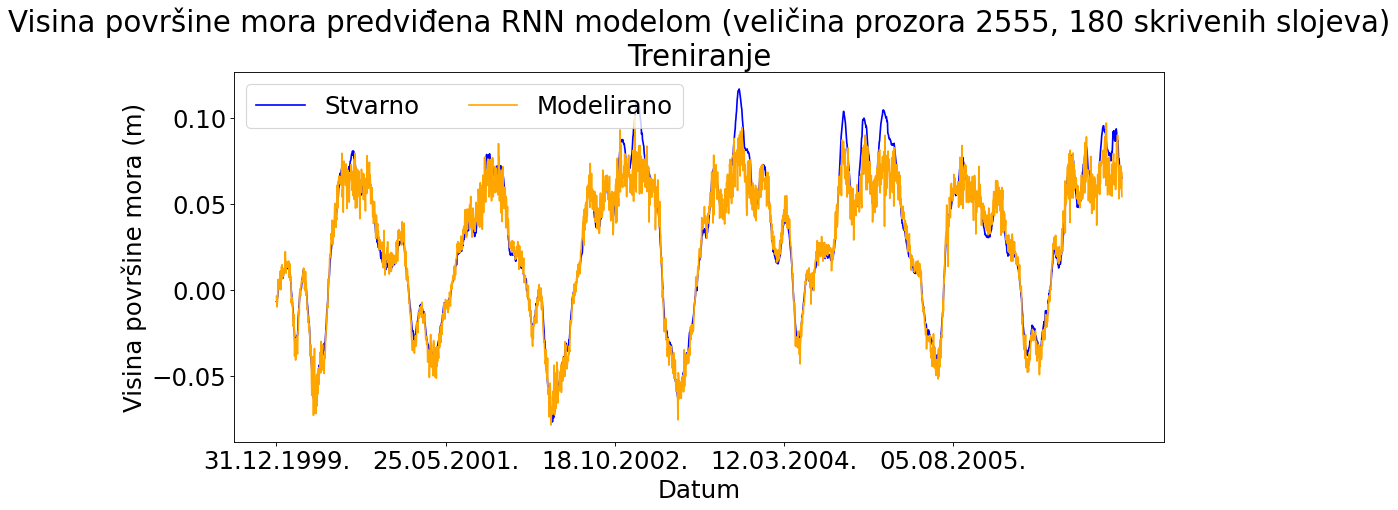 Visina površine mora predviđena RNN modelom (veličina prozora 2555, 180 skrivenih slojeva)
Treniranje
Stvarno
Modelirano
Visina površine mora (m)
0.10
0.05
0.00
−0.05
31.12.1999.
25.05.2001.
18.10.2002.
12.03.2004.
05.08.2005.
Datum